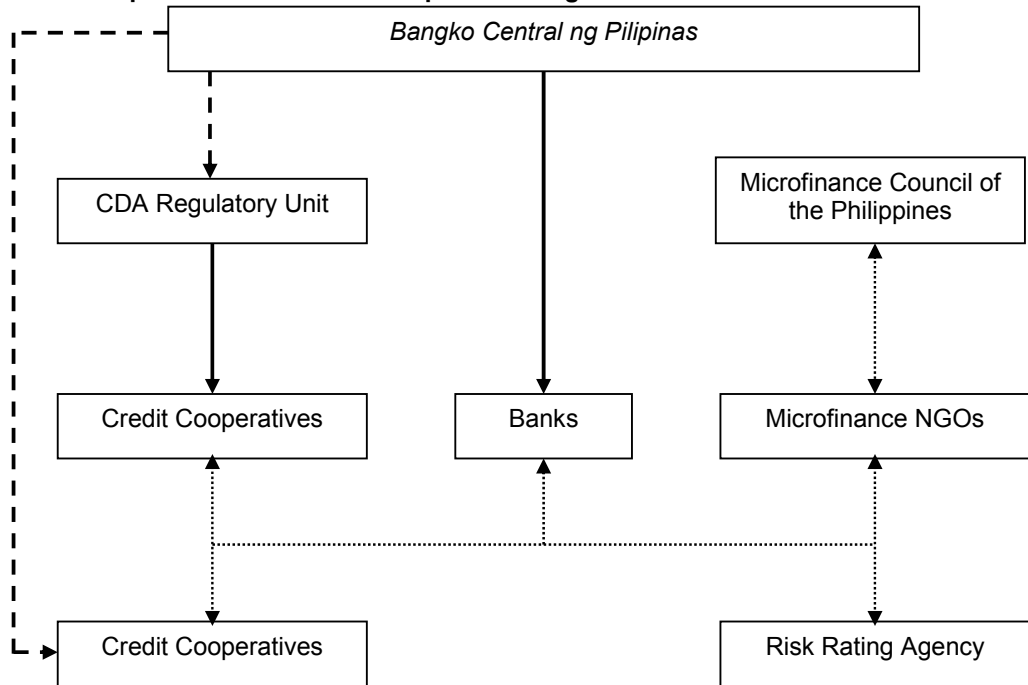 Bangko Central ng Pilipinas
CDA Regulatory Unit
Microfinance Council of
the Philippines
Credit Cooperatives
Banks
Microfinance NGOs
Credit Cooperatives
Risk Rating Agency